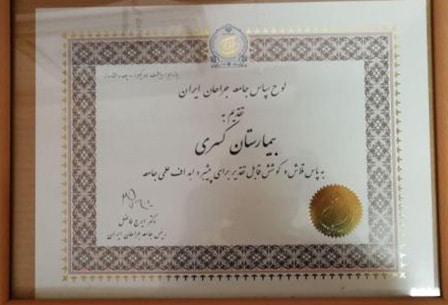 لوح سپاس جامعه جراحان ایران
تقدیم به
بیمارستان کسری
به پاس تلاش و کوشش قابل تقدیر برای پیشبرد اهداف علمی جامعه
دکتر ایرج فاضل
رییس جامعه جراحان ایران